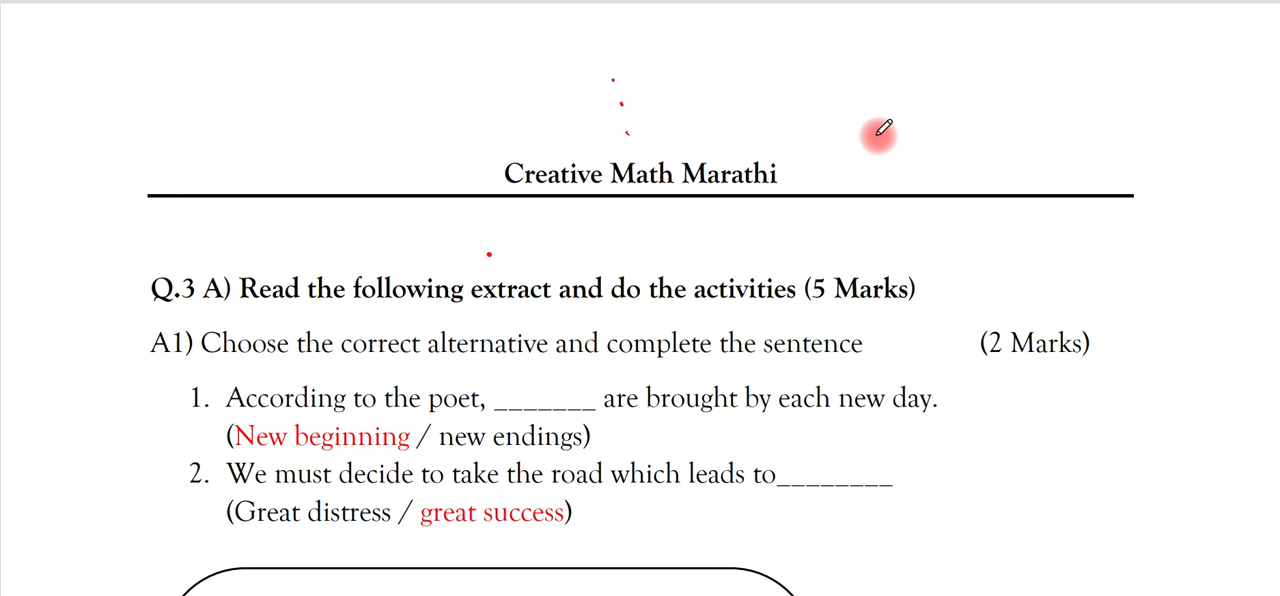 Creative Math Marathi
Q.3 A) Read the following extract and do the activities (5 Marks)
A1) Choose the correct alternative and complete the sentence (2 Marks)
1. According to the poet, _______ are brought by each new day.
(New beginning / new endings)
2. We must decide to take the road which leads to________
(Great distress / great success)